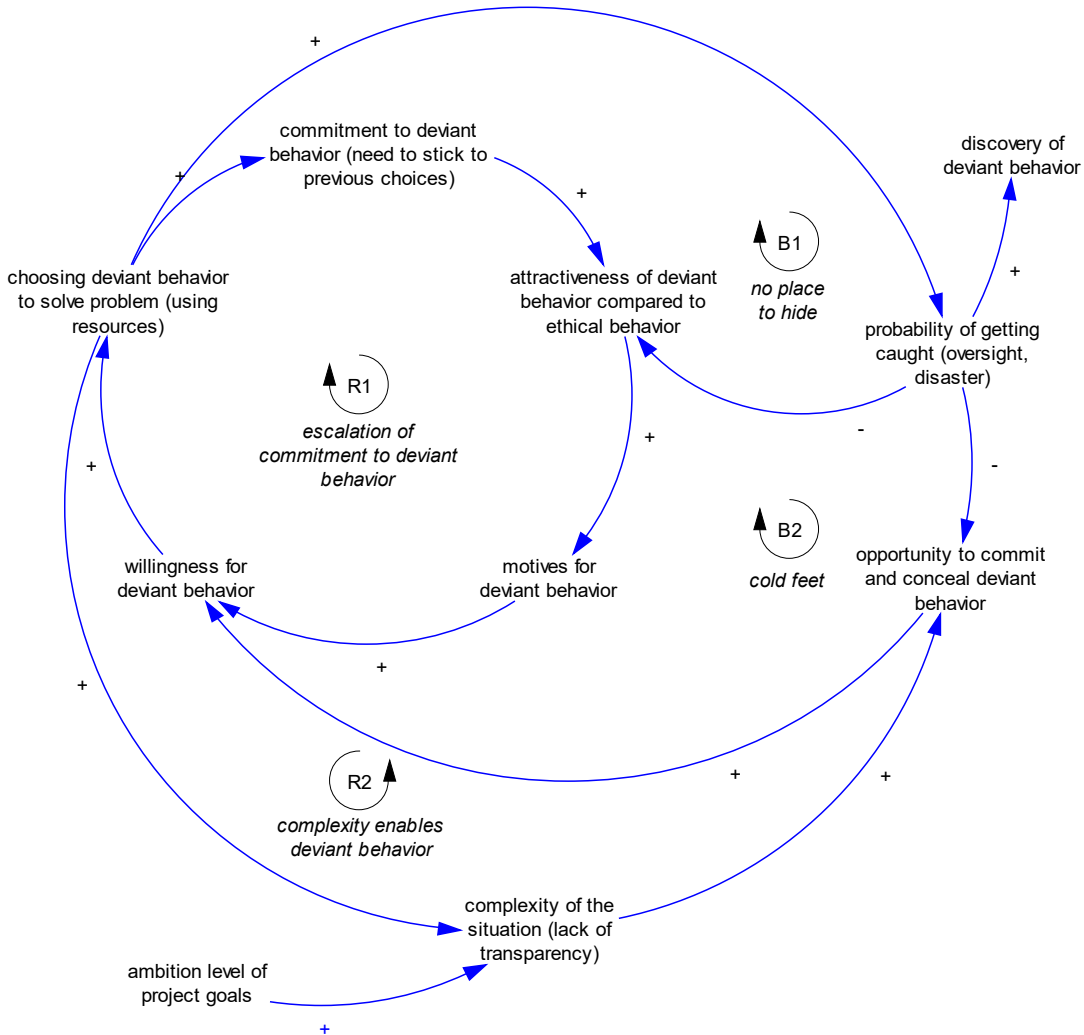 +
commitment to deviant
behavior (need to stick to
previous choices)
+
+
discovery of
deviant behavior
+
B1
no place
to hide
choosing deviant behavior
to solve problem (using
resources)
attractiveness of deviant
behavior compared to
ethical behavior
probability of getting
caught (oversight,
disaster)
R1
escalation of
commitment to deviant
behavior
+
-
-
+
B2
cold feet
willingness for
deviant behavior
motives for
deviant behavior
opportunity to commit
and conceal deviant
behavior
+
+
R2
complexity enables
deviant behavior
+
+
complexity of the
situation (lack of
transparency)
ambition level of
project goals
+